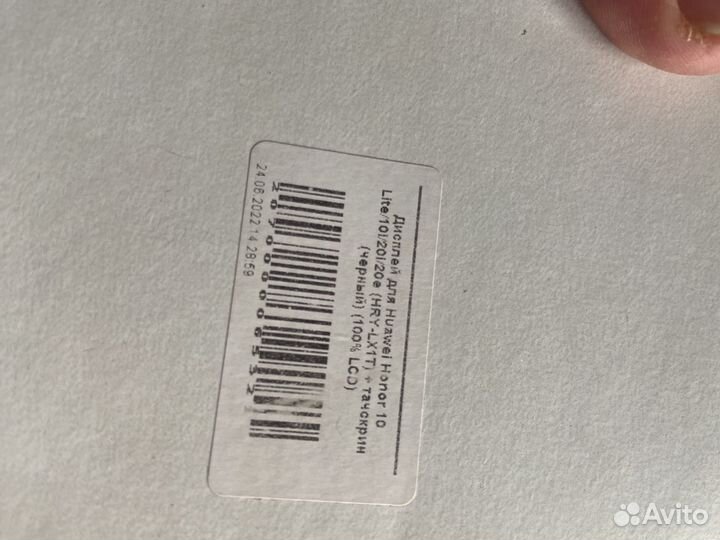 Дисплей для Huawei Honor 10
Lite/10i/20i/20e (HRY-LX1T) + тачскрин
(черный) (100% LCD)
24.06.2022 14:28:59
Avito